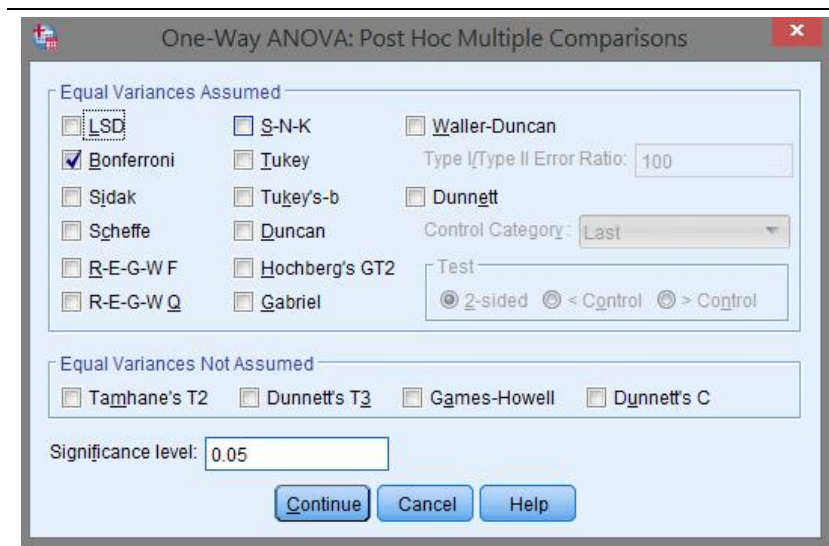 One-Way ANOVA: Post Hoc Multiple Comparisons
Equal Variances Assumed
LSD S-N-K Waller-Duncan
Bonferroni Tukey Type I/Type II Error Ratio: 100
Sidak Tukey's-b Dunnett
Scheffe Duncan Control Category: Last
R-E-G-W F Hochberg's GT2 Test
R-E-G-W Q Gabriel 2-sided < Control > Control
Equal Variances Not Assumed
Tamhane's T2 Dunnett's T3 Games-Howell Dunnett's C
Significance level: 0.05
Continue Cancel Help